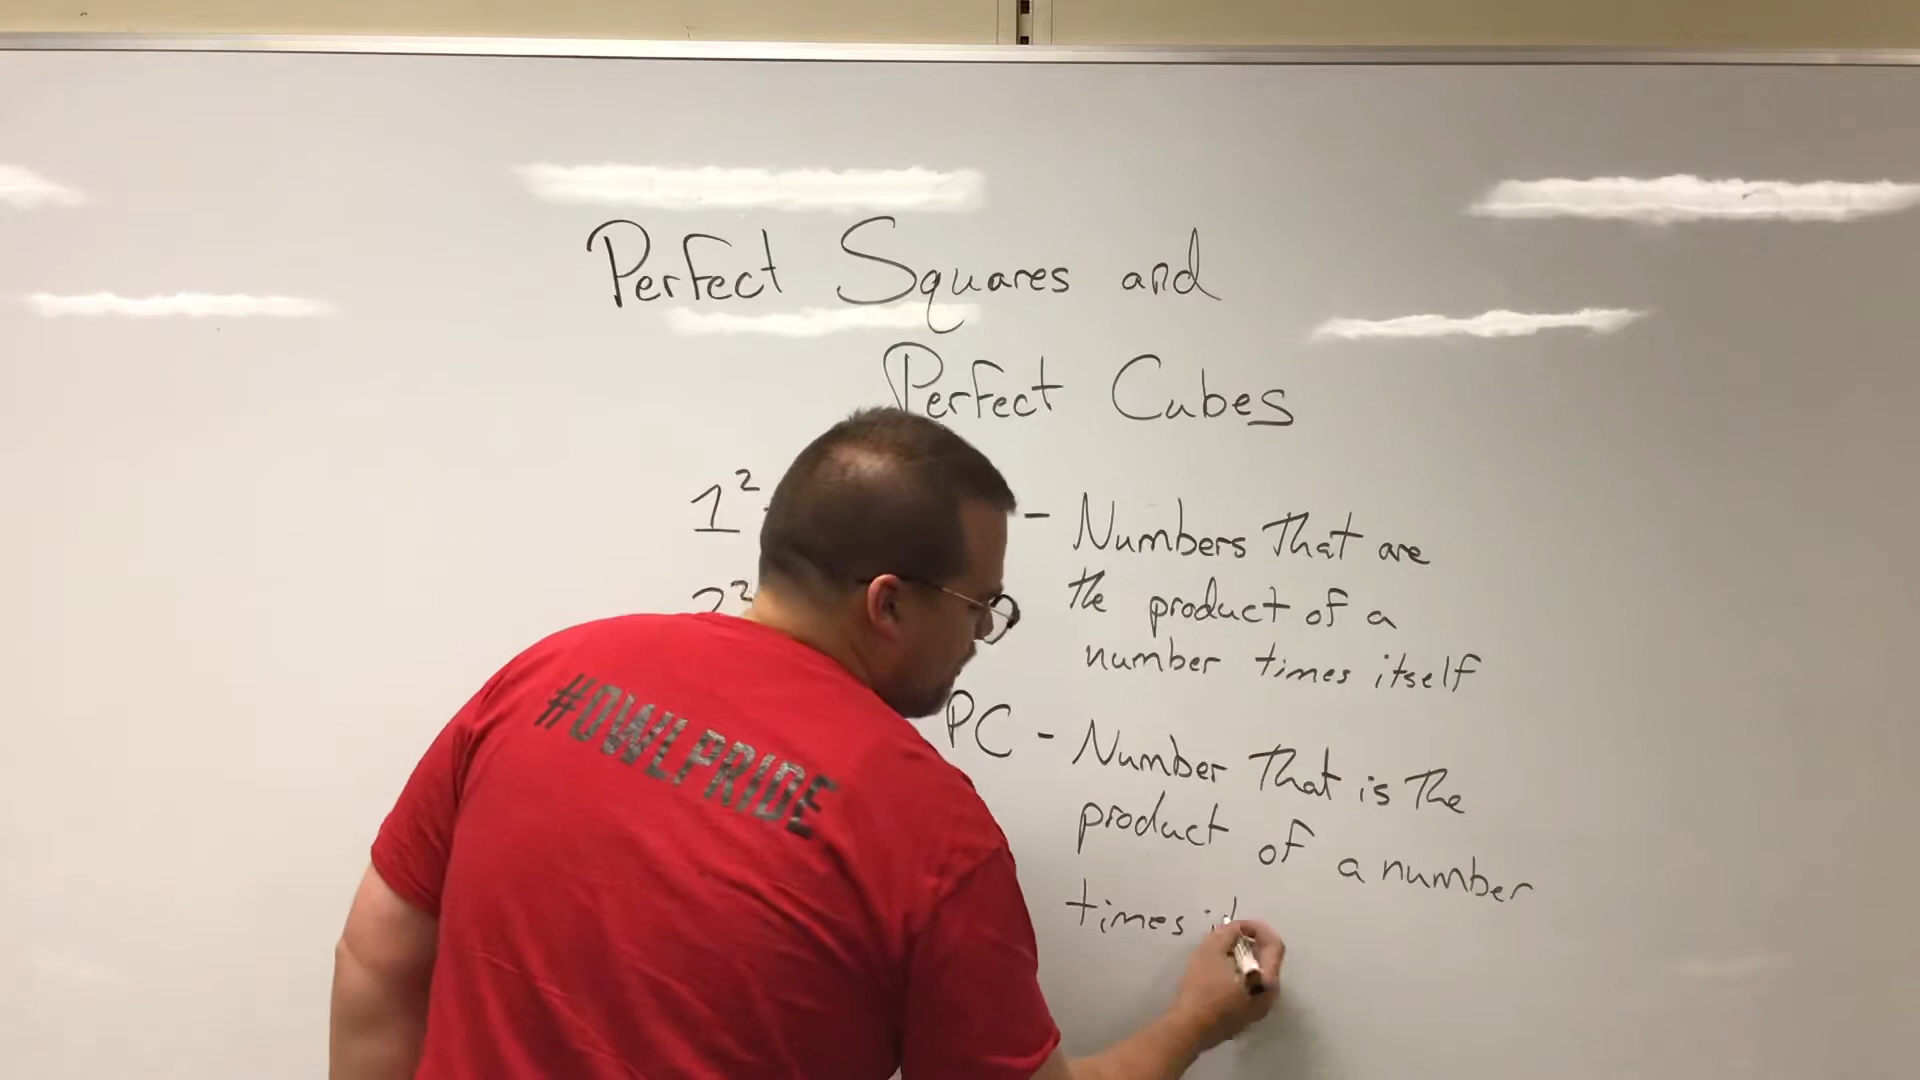 Perfect Squares and
Perfect Cubes
1²
2²
- Numbers that are
the product of a
number times itself
PC - Number that is the
product of a number
times
#OWLPRIDE